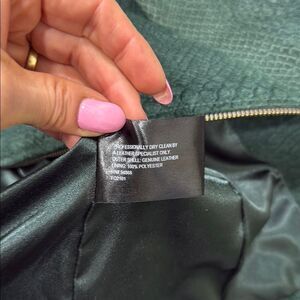 PROFESSIONALLY DRY CLEAN BY
A LEATHER SPECIALIST ONLY.
OUTER SHELL: GENUINE LEATHER
LINING: 100% POLYESTER